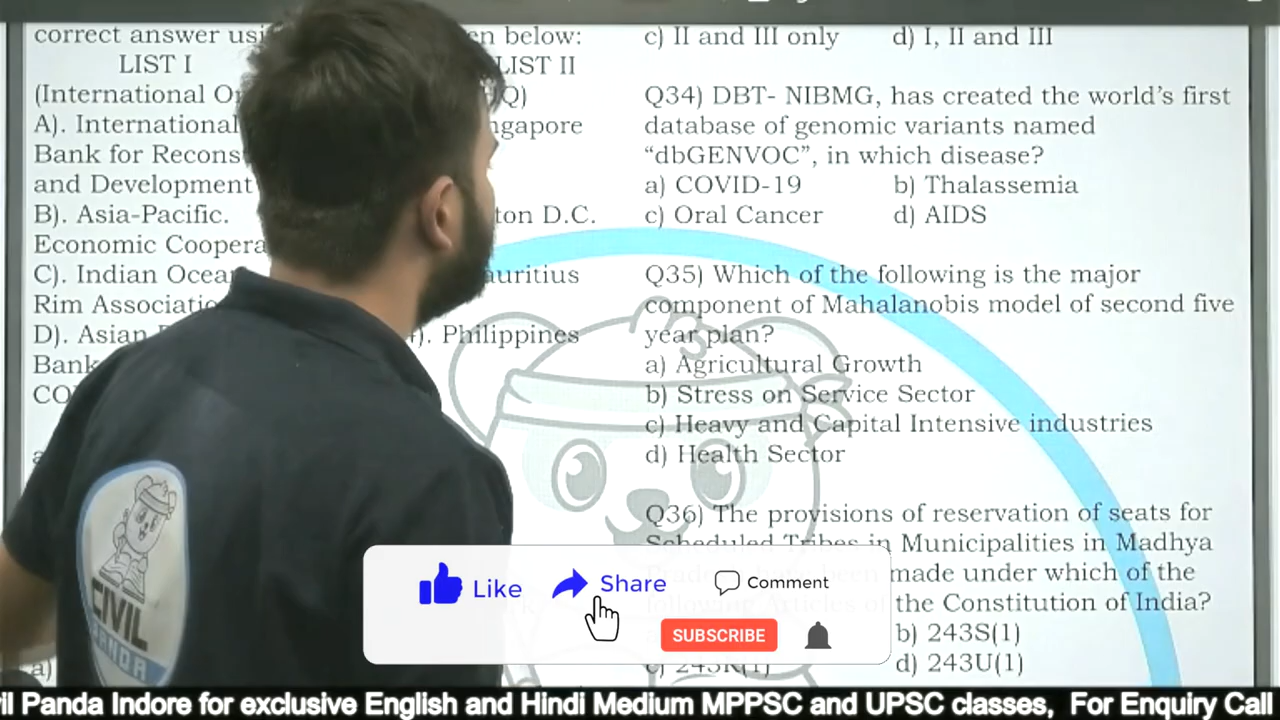 correct answer
en below:
LIST I
LIST II
(International
Q)
A). International
ngapore
Bank for
and Development
B). Asia-Pacific.
ton D.C.
Economic
C). Indian
auritius
Rim
D). Asian
). Philippines
Bank
c) II and III only d) I, II and III
Q34) DBT- NIBMG, has created the world's first
database of genomic variants named
“dbGENVOC”, in which disease?
a) COVID-19 b) Thalassemia
c) Oral Cancer d) AIDS
Q35) Which of the following is the major
component of Mahalanobis model of second five
year plan?
a) Agricultural Growth
b) Stress on Service Sector
c) Heavy and Capital Intensive industries
d) Health Sector
Q36) The provisions of reservation of seats for
Scheduled Tribes in Municipalities in Madhya
made under which of the
the Constitution of India?
b) 243S(1)
d) 243U(1)
CIVIL
Like Share Comment
SUBSCRIBE
Panda Indore for exclusive English and Hindi Medium MPPSC and UPSC classes, For Enquiry Call